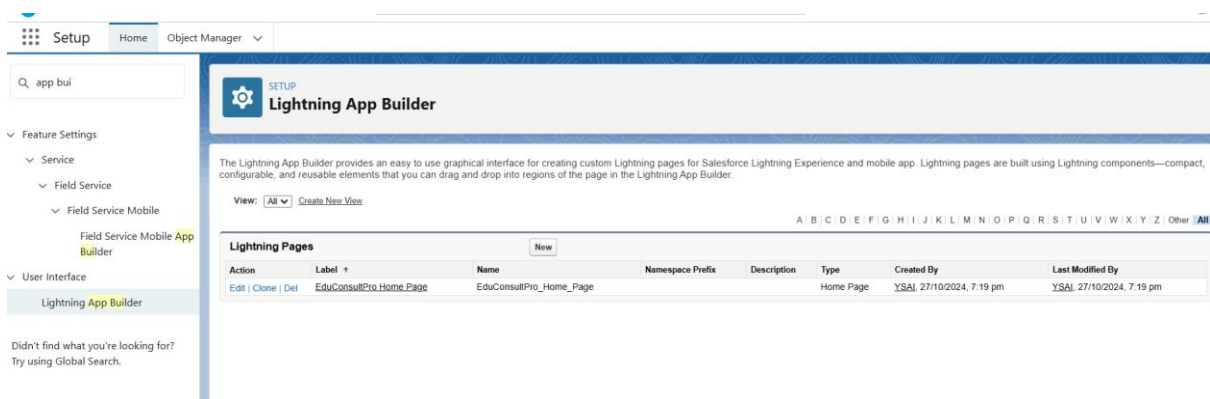 Setup Home Object Manager
app bui
SETUP
Lightning App Builder
Feature Settings
Service
Field Service
Field Service Mobile
Field Service Mobile App
Builder
User Interface
Lightning App Builder
Didn't find what you're looking for?
Try using Global Search.
The Lightning App Builder provides an easy to use graphical interface for creating custom Lightning pages for Salesforce Lightning Experience and mobile app. Lightning pages are built using Lightning components—compact,
configurable, and reusable elements that you can drag and drop into regions of the page in the Lightning App Builder.
View: All Create New View
A | B | C | D | E | F | G | H | I | J | K | L | M | N | O | P | Q | R | S | T | U | V | W | X | Y | Z | Other All
Lightning Pages New
Action Label ↑ Name Namespace Prefix Description Type Created By Last Modified By
Edit | Clone | Del EduConsultPro Home Page EduConsultPro_Home_Page Home Page YSAI, 27/10/2024, 7:19 pm YSAI, 27/10/2024, 7:19 pm